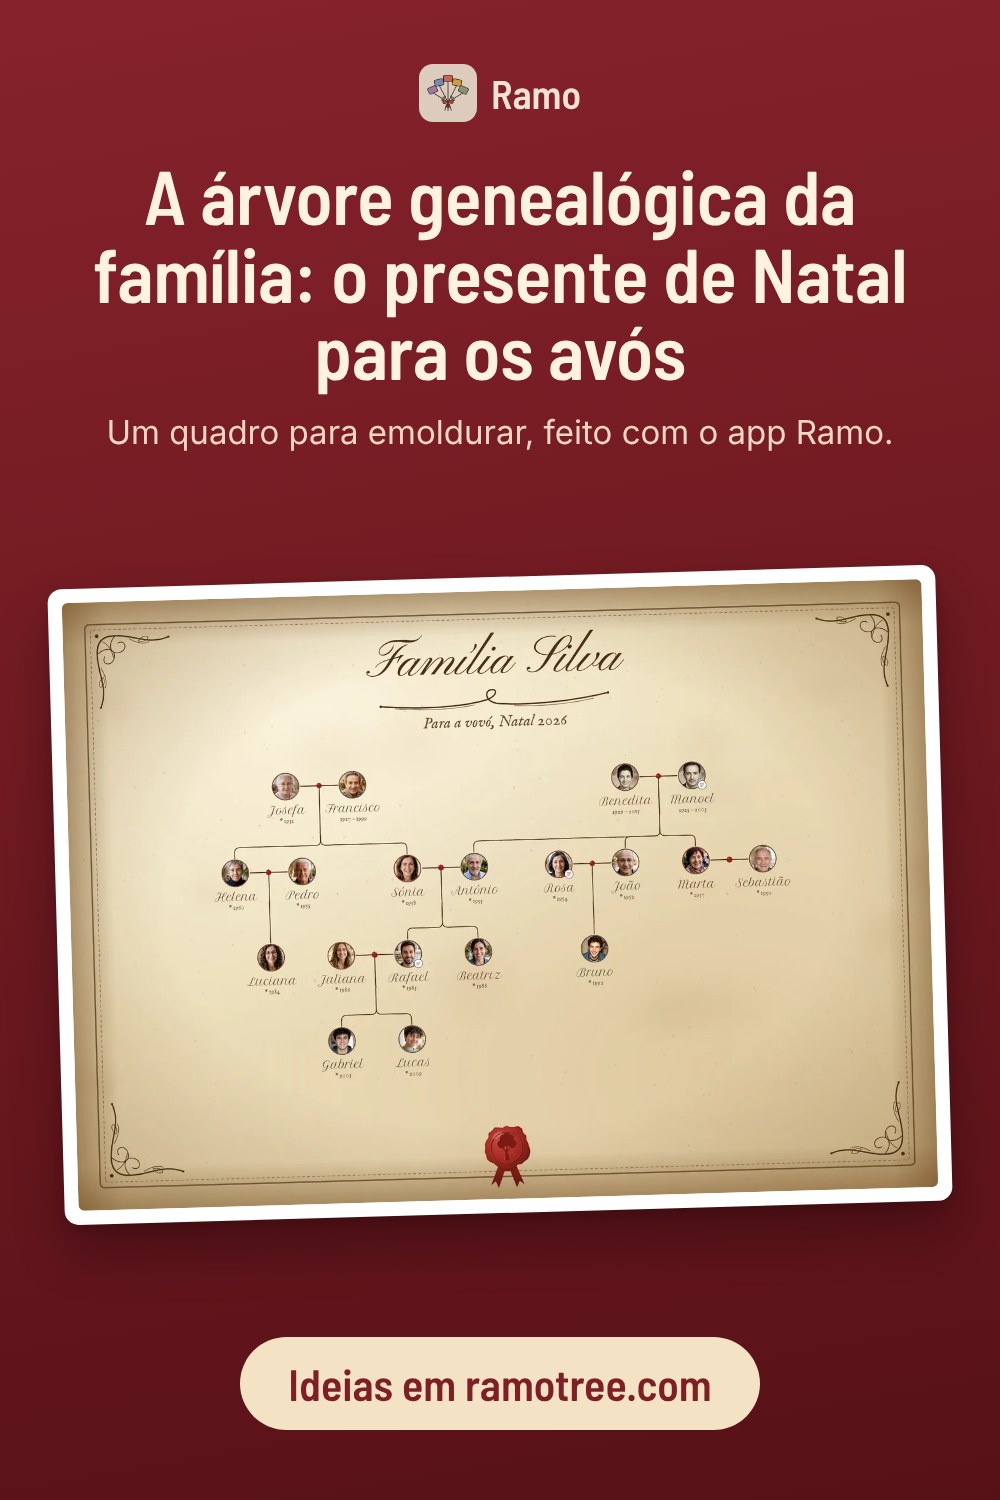 Ramo
A árvore genealógica da
família: o presente de Natal
para os avós
Um quadro para emoldurar, feito com o app Ramo.
Família Silva
Para a vovó, Natal 2026
Josefa Francisco
Benedita Manoel
Helena Pedro Sônia Antônio Rosa João Marta Sebastião
Luciana Juliana Rafael Beatriz Bruno
Gabriel Lucas
Ideias em ramotree.com